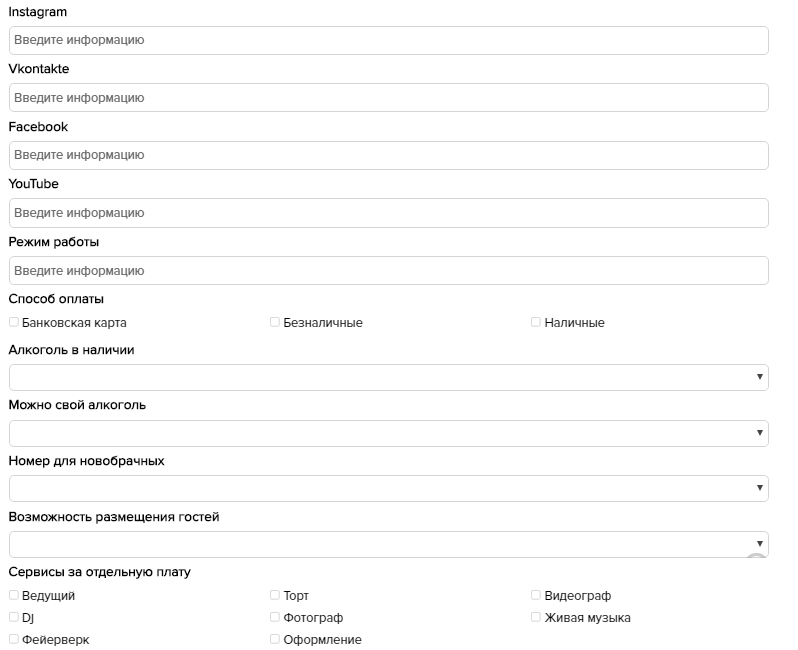 Instagram
Введите информацию
Vkontakte
Введите информацию
Facebook
Введите информацию
YouTube
Введите информацию
Режим работы
Введите информацию
Способ оплаты
Банковская карта Безналичные Наличные
Алкоголь в наличии
Можно свой алкоголь
Номер для новобрачных
Возможность размещения гостей
Сервисы за отдельную плату
Ведущий Торт Видеограф
Dj Фотограф Живая музыка
Фейерверк Оформление